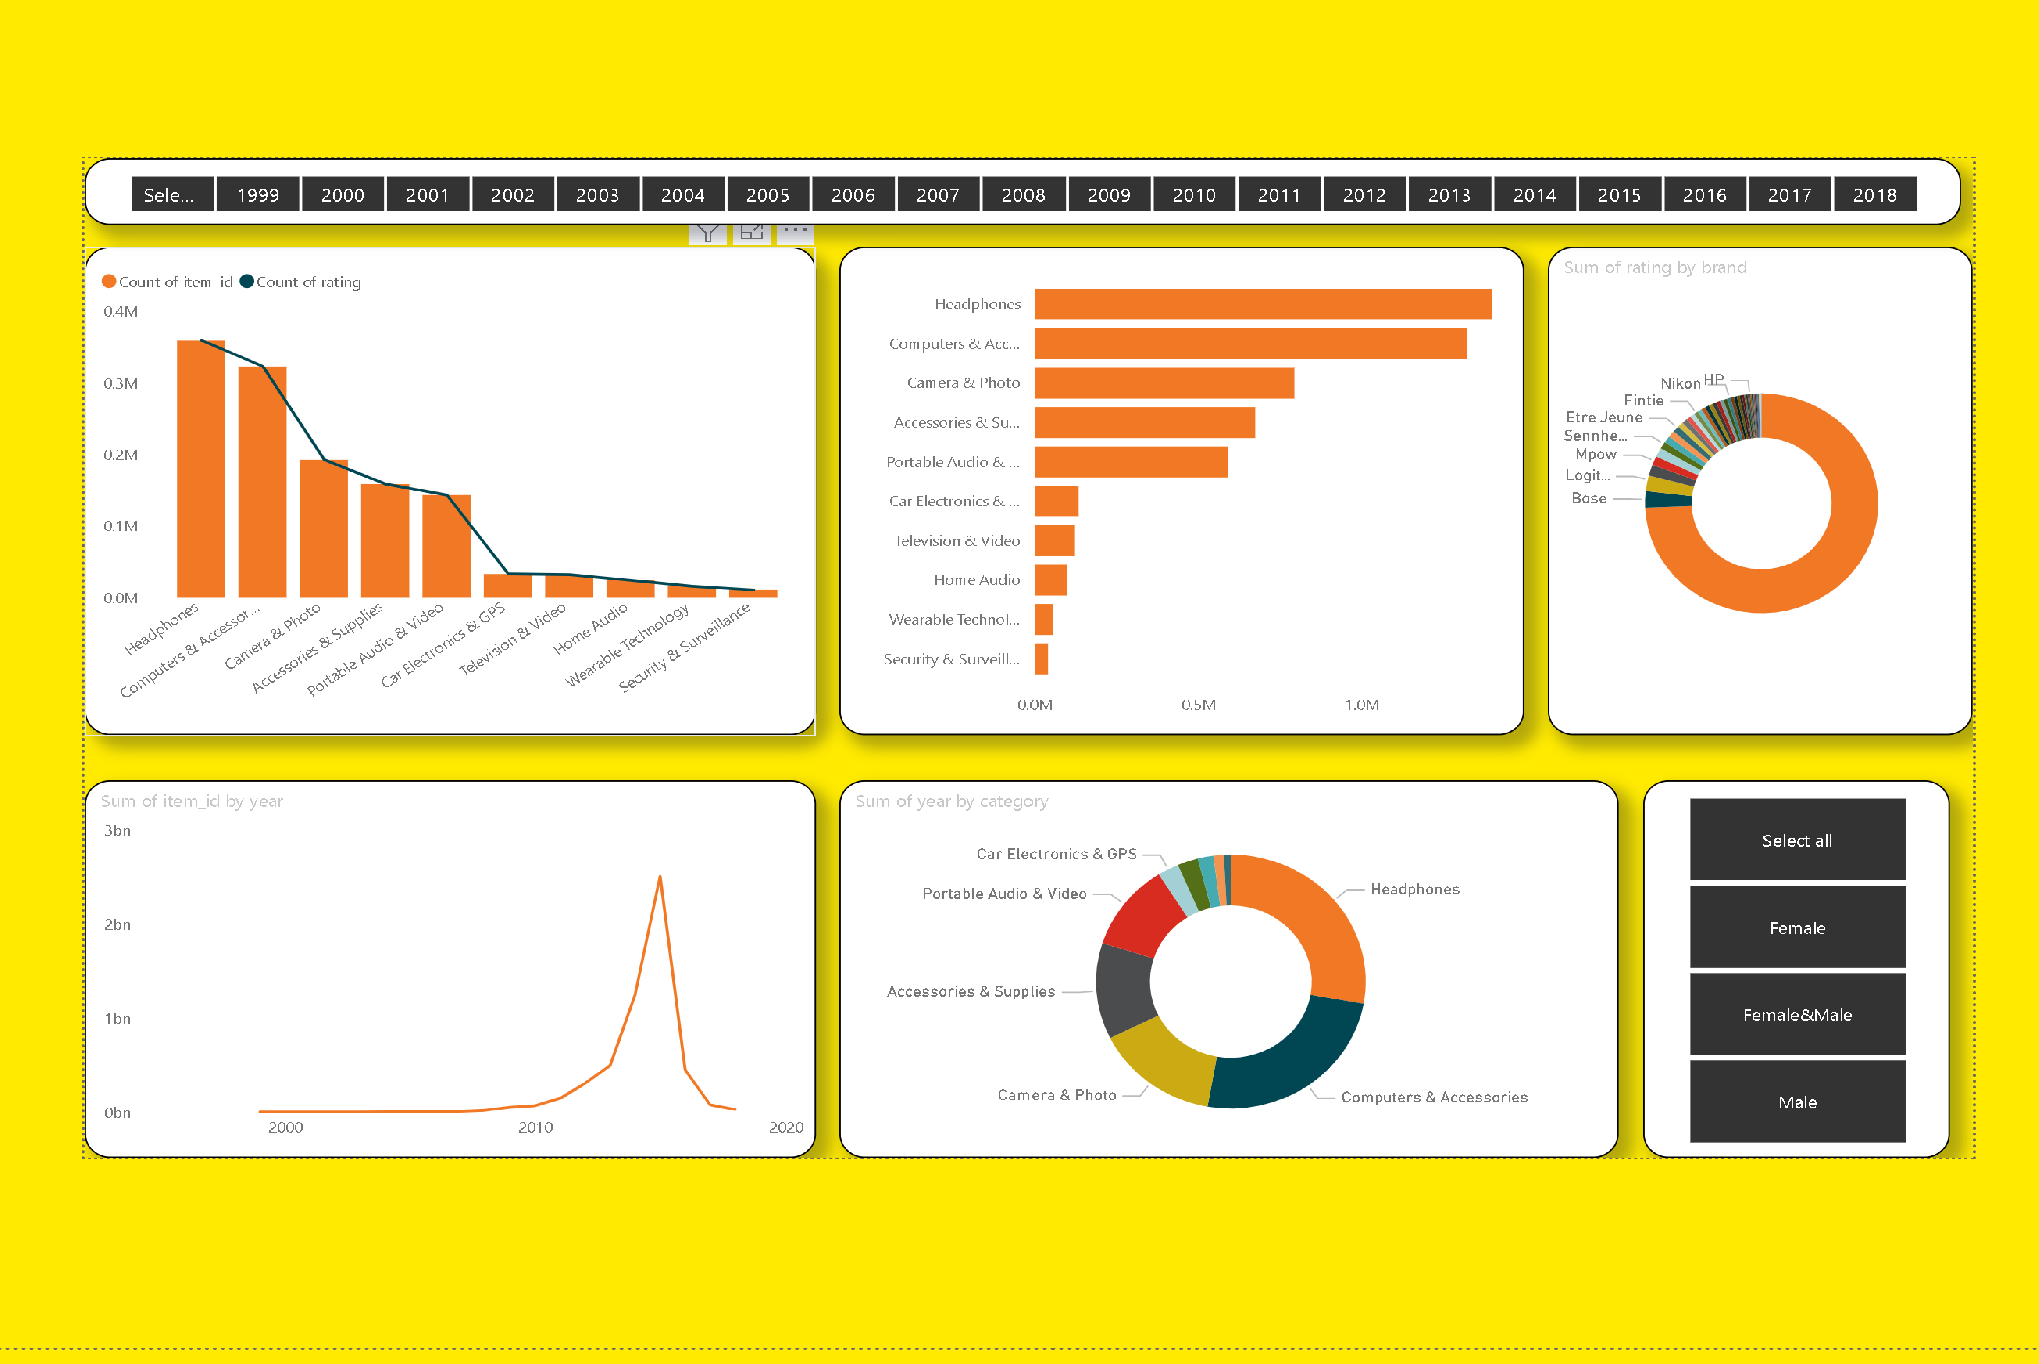 Sele...
1999
2000
2001
2002
2003
2004
2005
2006
2007
2008
2009
2010
2011
2012
2013
2014
2015
2016
2017
2018
Count of item_id
Count of rating
0.4M
0.3M
0.2M
0.1M
0.0M
Headphones
Computers & Accessor...
Camera & Photo
Accessories & Supplies
Portable Audio & Video
Car Electronics & GPS
Television & Video
Home Audio
Wearable Technology
Security & Surveillance
Headphones
Computers & Acc...
Camera & Photo
Accessories & Su...
Portable Audio & ...
Car Electronics & ...
Television & Video
Home Audio
Wearable Technol...
Security & Surveill...
0.0M
0.5M
1.0M
Sum of rating by brand
HP
Nikon
Fintie
Etre Jeune
Sennhe...
Mpow
Logit...
Bose
Sum of item_id by year
3bn
2bn
1bn
0bn
2000
2010
2020
Sum of year by category
Car Electronics & GPS
Portable Audio & Video
Headphones
Accessories & Supplies
Camera & Photo
Computers & Accessories
Select all
Female
Female&Male
Male